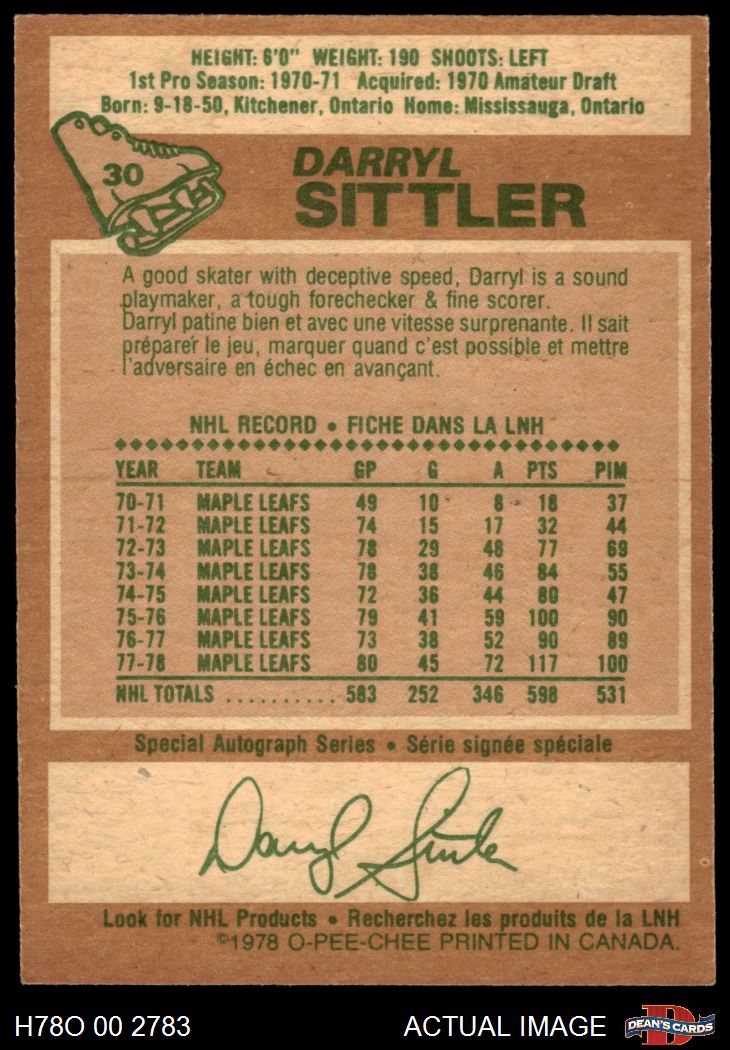 HEIGHT: 6'0" WEIGHT: 190 SHOOTS: LEFT
1st Pro Season: 1970-71 Acquired: 1970 Amateur Draft
Born: 9-18-50, Kitchener, Ontario Home: Mississauga, Ontario
30
DARRYL
SITTLER
A good skater with deceptive speed, Darryl is a sound
playmaker, a tough forechecker & fine scorer.
Darryl patine bien et avec une vitesse surprenante. Il sait
préparer le jeu, marquer quand c'est possible et mettre
l'adversaire en échec en avançant.
NHL RECORD • FICHE DANS LA LNH
YEAR TEAM GP G A PTS PIM
70-71 MAPLE LEAFS 49 10 8 18 37
71-72 MAPLE LEAFS 74 15 17 32 44
72-73 MAPLE LEAFS 78 29 48 77 69
73-74 MAPLE LEAFS 78 38 46 84 55
74-75 MAPLE LEAFS 72 36 44 80 47
75-76 MAPLE LEAFS 79 41 59 100 90
76-77 MAPLE LEAFS 73 38 52 90 89
77-78 MAPLE LEAFS 80 45 72 117 100
NHL TOTALS .......... 583 252 346 598 531
Special Autograph Series • Série signée spéciale
Darryl Sittler
Look for NHL Products • Recherchez les produits de la LNH
©1978 O-PEE-CHEE PRINTED IN CANADA.
H78O 00 2783 ACTUAL IMAGE D DEAN'S CARDS